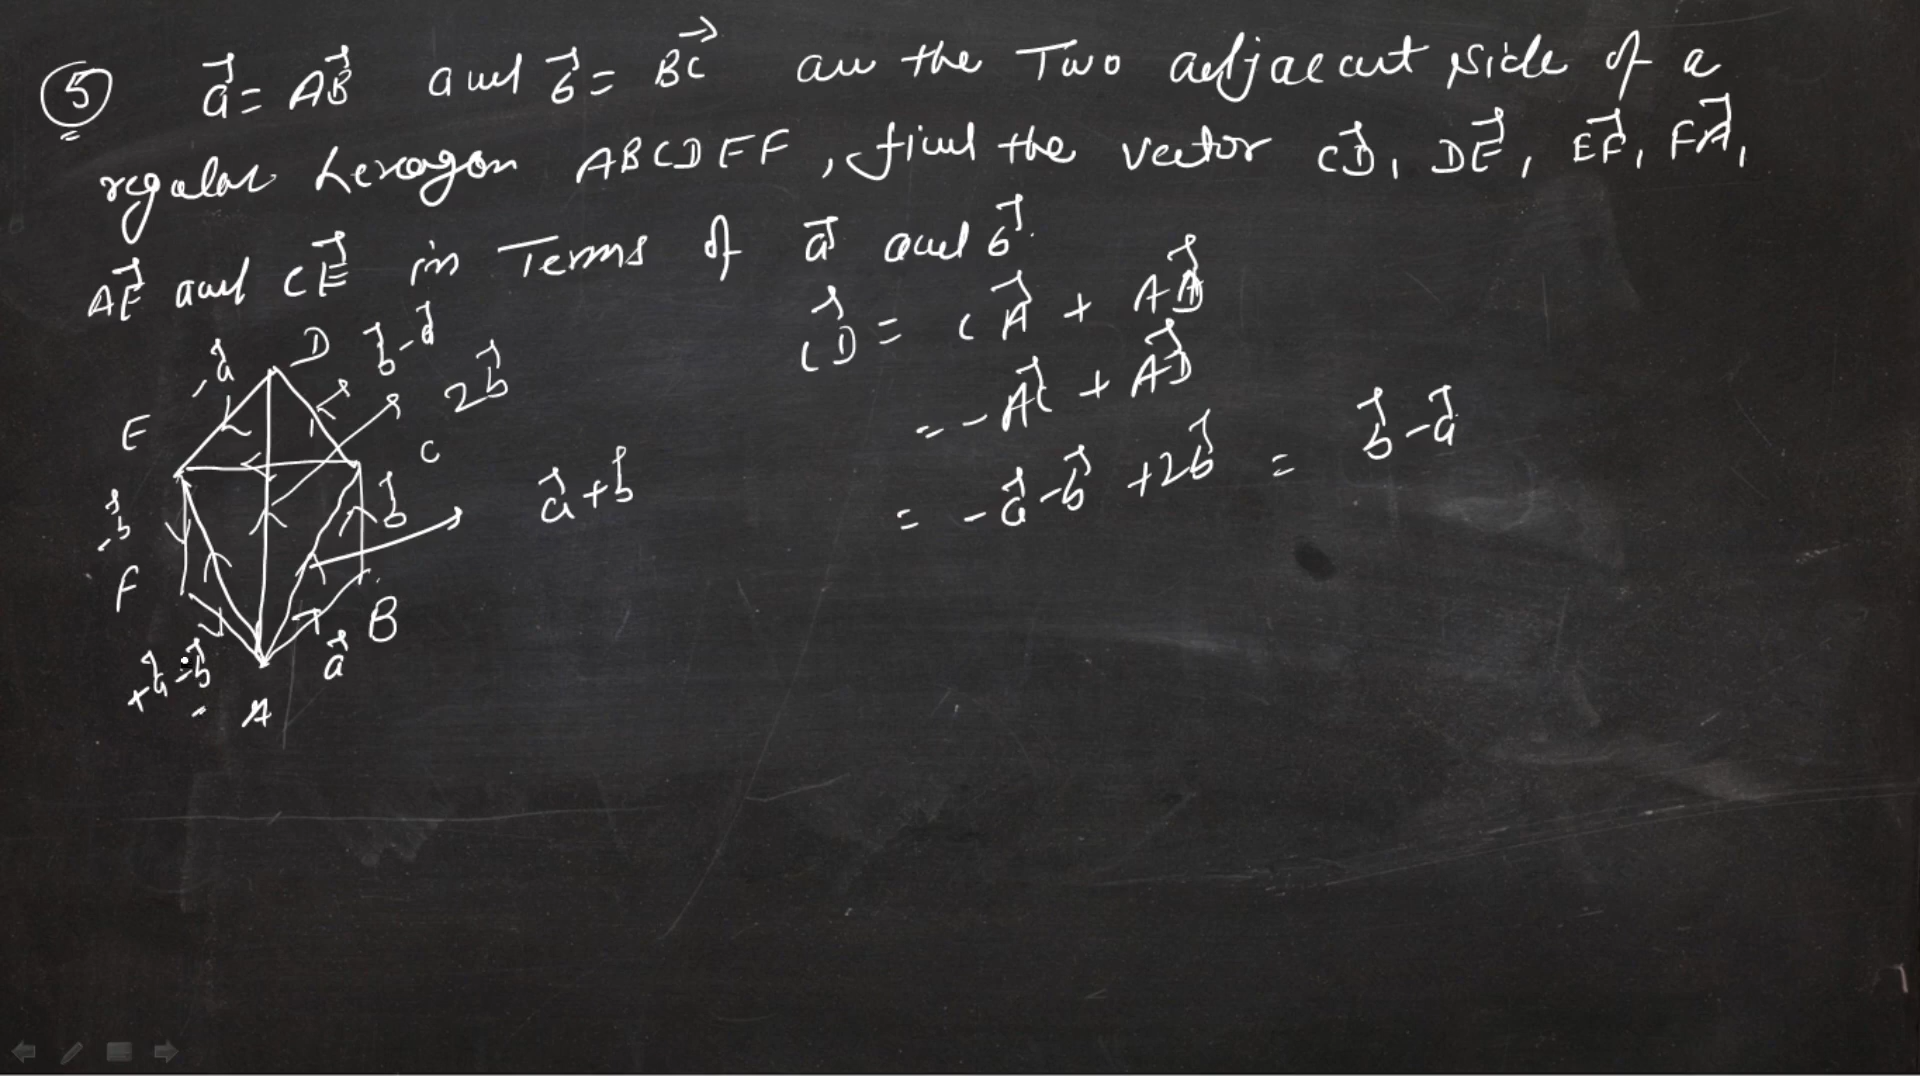 5 a⃗ = AB⃗ and b⃗ = BC⃗ are the Two adjacent side of a
regular hexagon ABCDEF, find the vector CD⃗, DE⃗, EF⃗, FA⃗,
AE⃗ and CE⃗ in Terms of a⃗ and b⃗.
CD⃗ = CA⃗ + AD⃗
= -AC⃗ + AD⃗
= -a⃗ - b⃗ + 2b⃗ = b⃗ - a⃗
-a⃗ D b⃗ - a⃗
2b⃗
E
C
a⃗ + b⃗
-b⃗ b⃗
F
B
+a⃗ - b⃗ a⃗
A